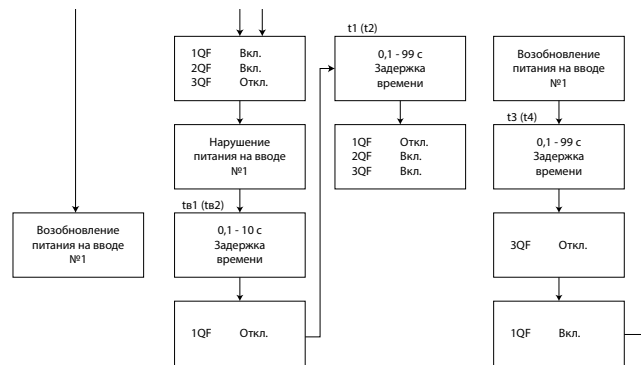 1QF Вкл.
2QF Вкл.
3QF Откл.
Нарушение
питания на вводе
№1
tв1 (tв2)
0,1 - 10 с
Задержка
времени
1QF Откл.
Возобновление
питания на вводе
№1
t1 (t2)
0,1 - 99 с
Задержка
времени
1QF Откл.
2QF Вкл.
3QF Вкл.
Возобновление
питания на вводе
№1
t3 (t4)
0,1 - 99 с
Задержка
времени
3QF Откл.
1QF Вкл.